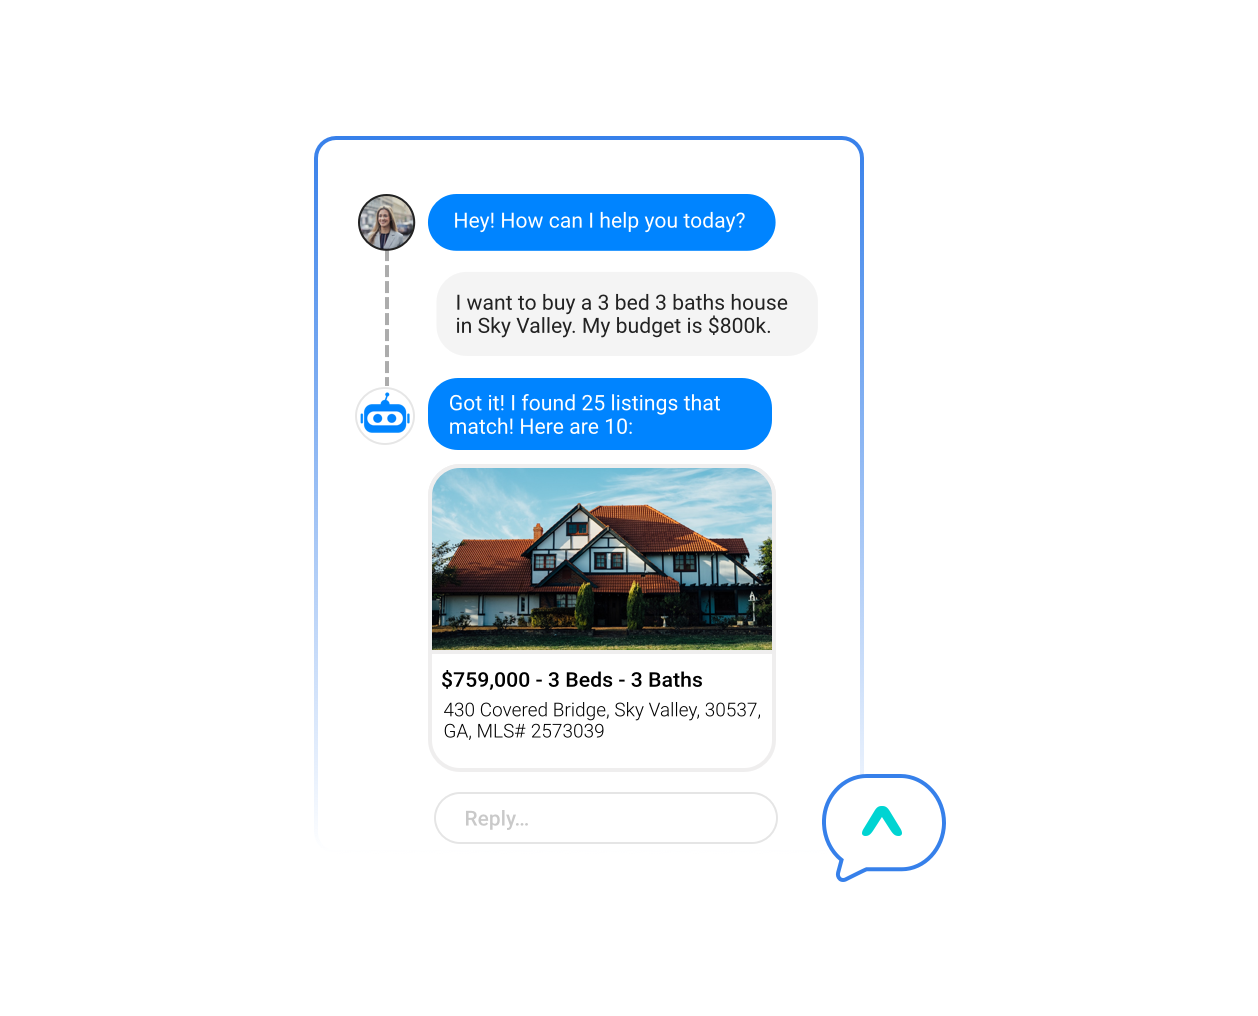 Hey! How can I help you today?
I want to buy a 3 bed 3 baths house
in Sky Valley. My budget is $800k.
Got it! I found 25 listings that
match! Here are 10:
$759,000 - 3 Beds - 3 Baths
430 Covered Bridge, Sky Valley, 30537,
GA, MLS# 2573039
Reply...